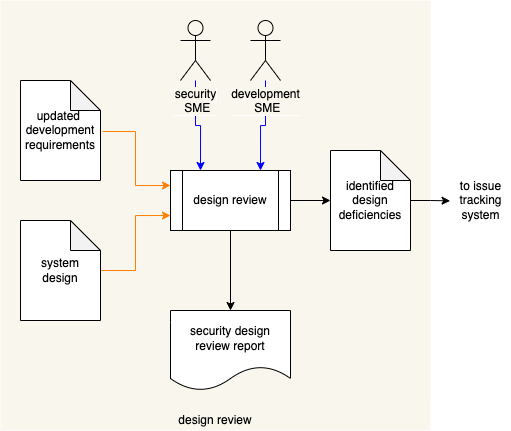 security
SME
development
SME
updated
development
requirements
design review
identified
design
deficiencies
to issue
tracking
system
system
design
security design
review report
design review